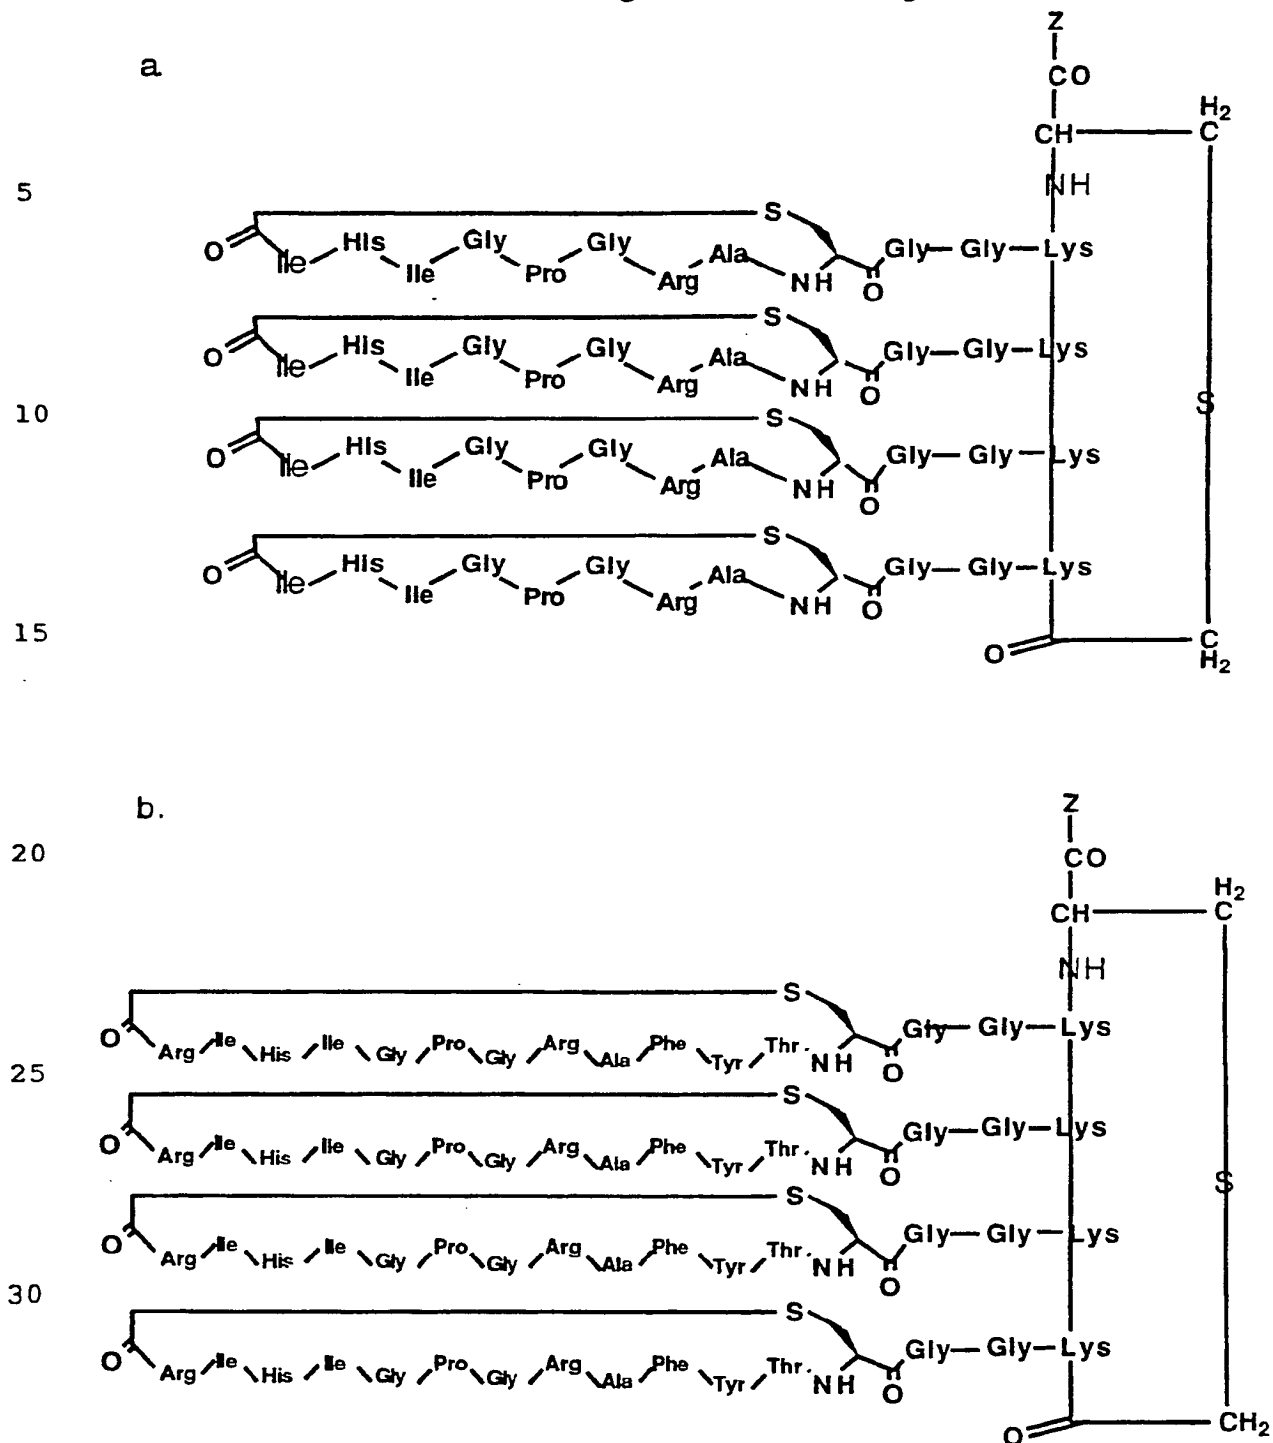 Z
a
CO
H2
CH C
5
NH
S
O Ile His Ile Gly Pro Gly Arg Ala NH O Gly Gly Lys
S
O Ile His Ile Gly Pro Gly Arg Ala NH O Gly Gly Lys
10
S
S
O Ile His Ile Gly Pro Gly Arg Ala NH O Gly Gly Lys
S
O Ile His Ile Gly Pro Gly Arg Ala NH O Gly Gly Lys
15
O C
H2
b.
Z
20
CO
H2
CH C
NH
S
O Arg Ile His Ile Gly Pro Gly Arg Ala Phe Tyr Thr NH O Gly Gly Lys
25
S
O Arg Ile His Ile Gly Pro Gly Arg Ala Phe Tyr Thr NH O Gly Gly Lys
S
S
O Arg Ile His Ile Gly Pro Gly Arg Ala Phe Tyr Thr NH O Gly Gly Lys
30
S
O Arg Ile His Ile Gly Pro Gly Arg Ala Phe Tyr Thr NH O Gly Gly Lys
O CH2